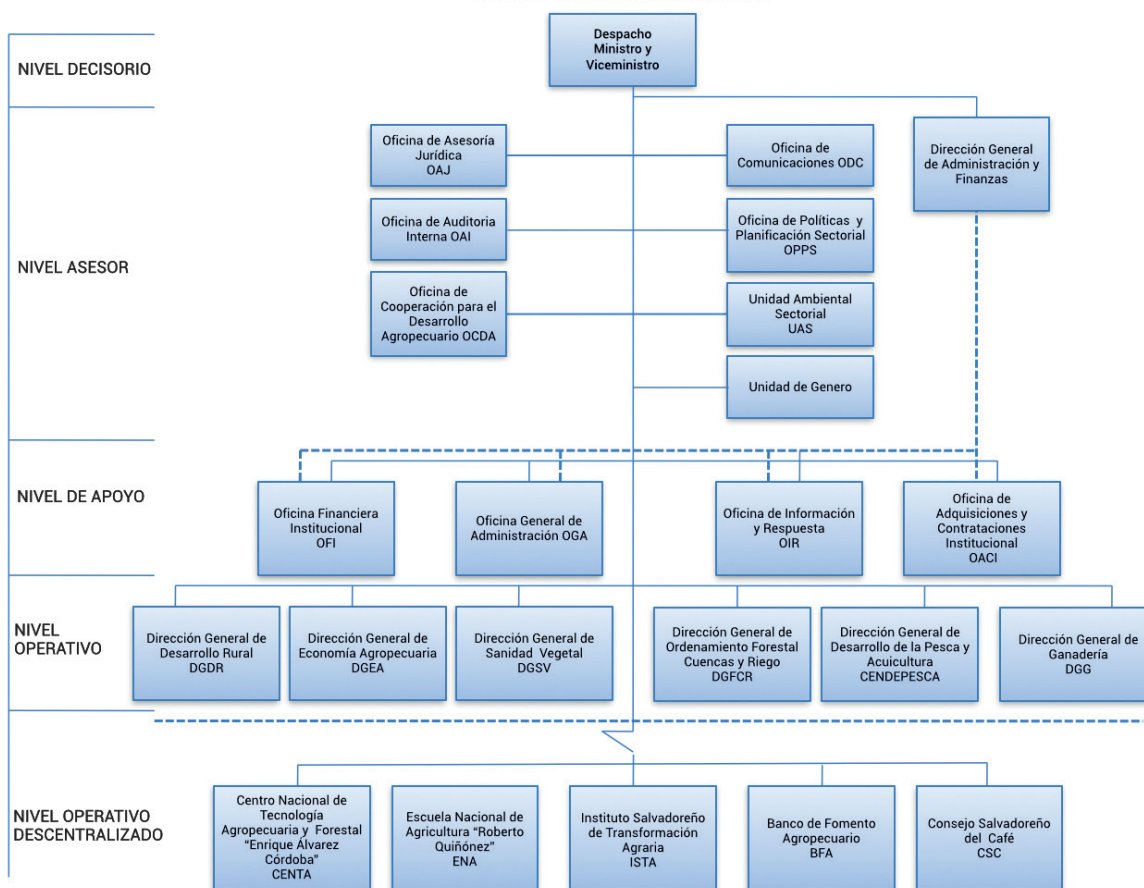 Despacho
Ministro y
Viceministro
NIVEL DECISORIO
NIVEL ASESOR
Oficina de Asesoría
Jurídica
OAJ
Oficina de
Comunicaciones ODC
Dirección General
de Administración y
Finanzas
Oficina de Auditoria
Interna OAI
Oficina de Políticas y
Planificación Sectorial
OPPS
Oficina de
Cooperación para el
Desarrollo
Agropecuario OCDA
Unidad Ambiental
Sectorial
UAS
Unidad de Genero
NIVEL DE APOYO
Oficina Financiera
Institucional
OFI
Oficina General de
Administración OGA
Oficina de Información
y Respuesta
OIR
Oficina de
Adquisiciones y
Contrataciones
Institucional
OACI
NIVEL
OPERATIVO
Dirección General de
Desarrollo Rural
DGDR
Dirección General de
Economía Agropecuaria
DGEA
Dirección General de
Sanidad Vegetal
DGSV
Dirección General de
Ordenamiento Forestal
Cuencas y Riego
DGFCR
Dirección General de
Desarrollo de la Pesca y
Acuicultura
CENDEPESCA
Dirección General de
Ganadería
DGG
NIVEL OPERATIVO
DESCENTRALIZADO
Centro Nacional de
Tecnología
Agropecuaria y Forestal
“Enrique Álvarez
Córdoba”
CENTA
Escuela Nacional de
Agricultura “Roberto
Quiñónez”
ENA
Instituto Salvadoreño
de Transformación
Agraria
ISTA
Banco de Fomento
Agropecuario
BFA
Consejo Salvadoreño
del Café
CSC